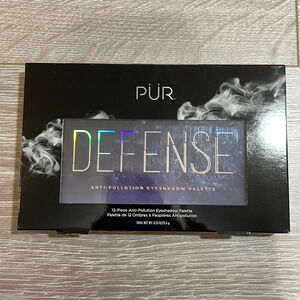 PÜR
DEFENSE
ANTI-POLLUTION EYESHADOW PALETTE
12-Piece Anti-Pollution Eyeshadow Palette
Palette de 12 Ombres à Paupières Antipollution